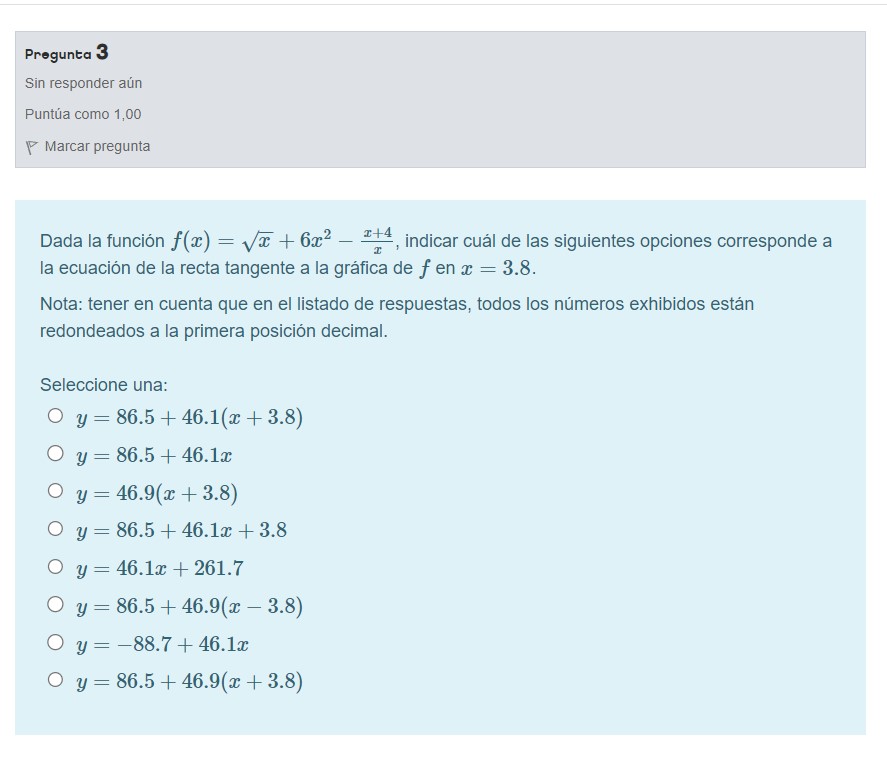 Pregunta 3
Sin responder aún
Puntúa como 1,00
Marcar pregunta
Dada la función f(x) = √x + 6x² − (x+4)/x, indicar cuál de las siguientes opciones corresponde a
la ecuación de la recta tangente a la gráfica de f en x = 3.8.
Nota: tener en cuenta que en el listado de respuestas, todos los números exhibidos están
redondeados a la primera posición decimal.
Seleccione una:
y = 86.5 + 46.1(x + 3.8)
y = 86.5 + 46.1x
y = 46.9(x + 3.8)
y = 86.5 + 46.1x + 3.8
y = 46.1x + 261.7
y = 86.5 + 46.9(x − 3.8)
y = −88.7 + 46.1x
y = 86.5 + 46.9(x + 3.8)